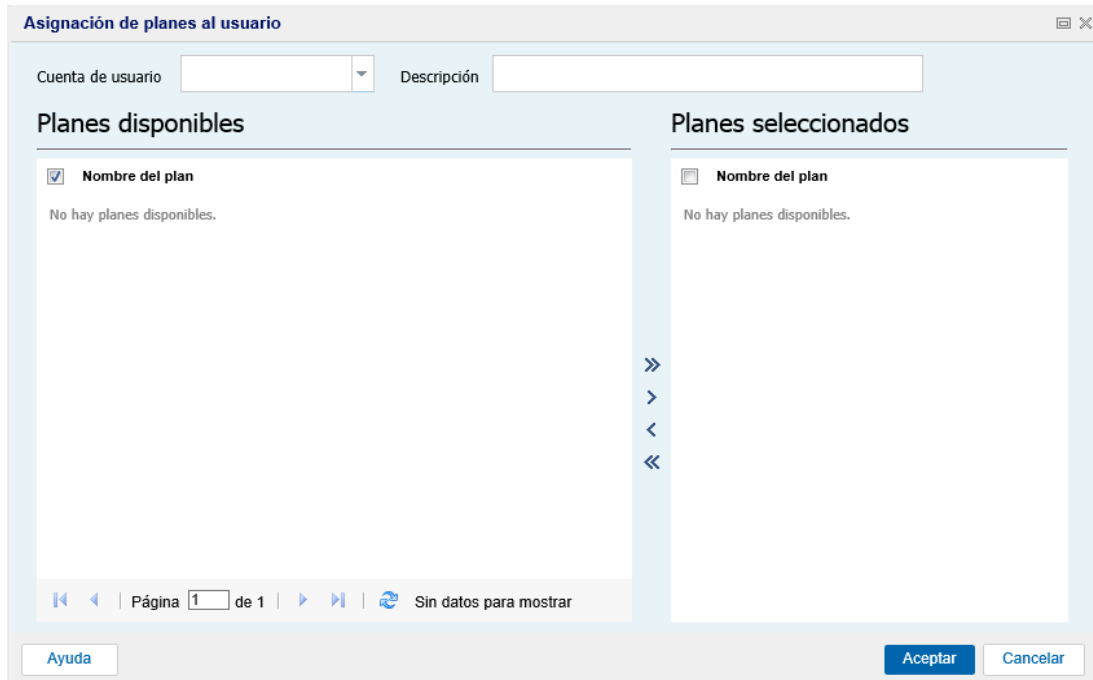 Asignación de planes al usuario
Cuenta de usuario
Descripción
Planes disponibles
Planes seleccionados
Nombre del plan
Nombre del plan
No hay planes disponibles.
No hay planes disponibles.
Página 1 de 1
Sin datos para mostrar
Ayuda
Aceptar
Cancelar